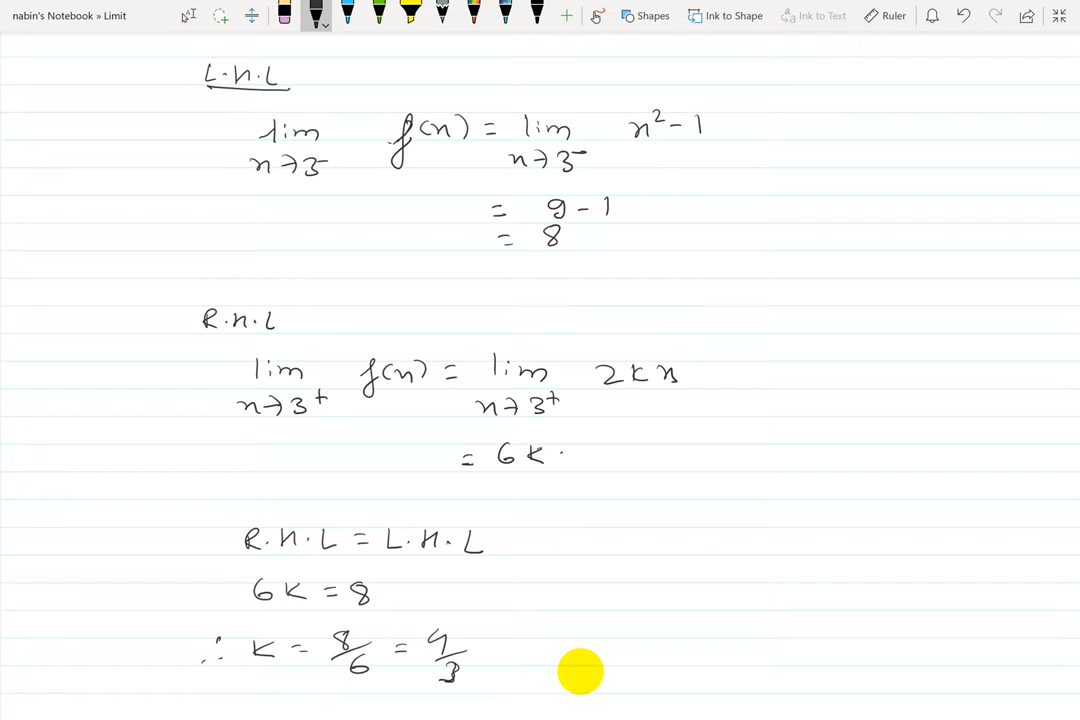 nabin's Notebook » Limit Shapes Ink to Shape Ink to Text Ruler
L.H.L
lim f(x) = lim x² - 1
x→3⁻ x→3⁻
= 9 - 1
= 8
R.H.L
lim f(x) = lim 2kx
x→3⁺ x→3⁺
= 6k.
R.H.L = L.H.L
6k = 8
∴ k = 8/6 = 4/3